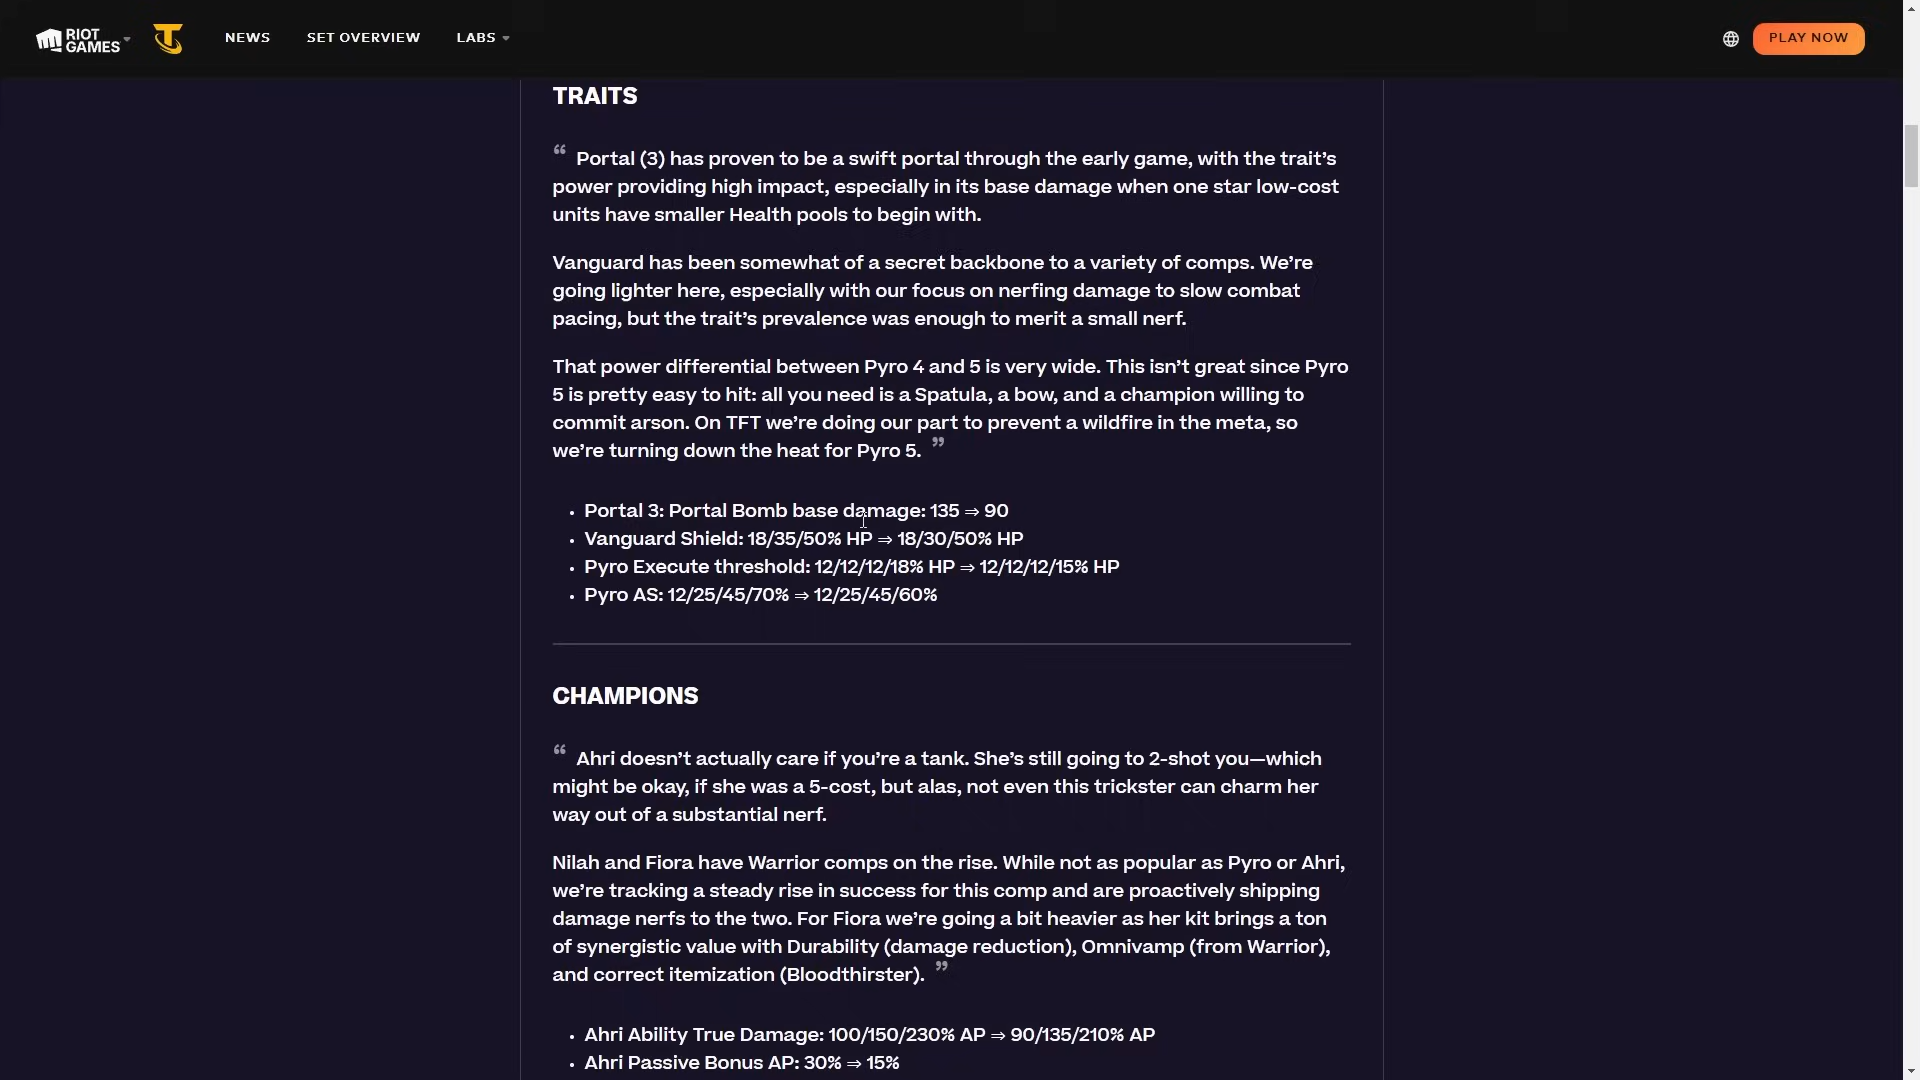 RIOT GAMES
NEWS
SET OVERVIEW
LABS
PLAY NOW
TRAITS
“ Portal (3) has proven to be a swift portal through the early game, with the trait’s
power providing high impact, especially in its base damage when one star low-cost
units have smaller Health pools to begin with.
Vanguard has been somewhat of a secret backbone to a variety of comps. We’re
going lighter here, especially with our focus on nerfing damage to slow combat
pacing, but the trait’s prevalence was enough to merit a small nerf.
That power differential between Pyro 4 and 5 is very wide. This isn’t great since Pyro
5 is pretty easy to hit: all you need is a Spatula, a bow, and a champion willing to
commit arson. On TFT we’re doing our part to prevent a wildfire in the meta, so
we’re turning down the heat for Pyro 5. ”
• Portal 3: Portal Bomb base damage: 135 ⇒ 90
• Vanguard Shield: 18/35/50% HP ⇒ 18/30/50% HP
• Pyro Execute threshold: 12/12/12/18% HP ⇒ 12/12/12/15% HP
• Pyro AS: 12/25/45/70% ⇒ 12/25/45/60%
CHAMPIONS
“ Ahri doesn’t actually care if you’re a tank. She’s still going to 2-shot you—which
might be okay, if she was a 5-cost, but alas, not even this trickster can charm her
way out of a substantial nerf.
Nilah and Fiora have Warrior comps on the rise. While not as popular as Pyro or Ahri,
we’re tracking a steady rise in success for this comp and are proactively shipping
damage nerfs to the two. For Fiora we’re going a bit heavier as her kit brings a ton
of synergistic value with Durability (damage reduction), Omnivamp (from Warrior),
and correct itemization (Bloodthirster). ”
• Ahri Ability True Damage: 100/150/230% AP ⇒ 90/135/210% AP
• Ahri Passive Bonus AP: 30% ⇒ 15%